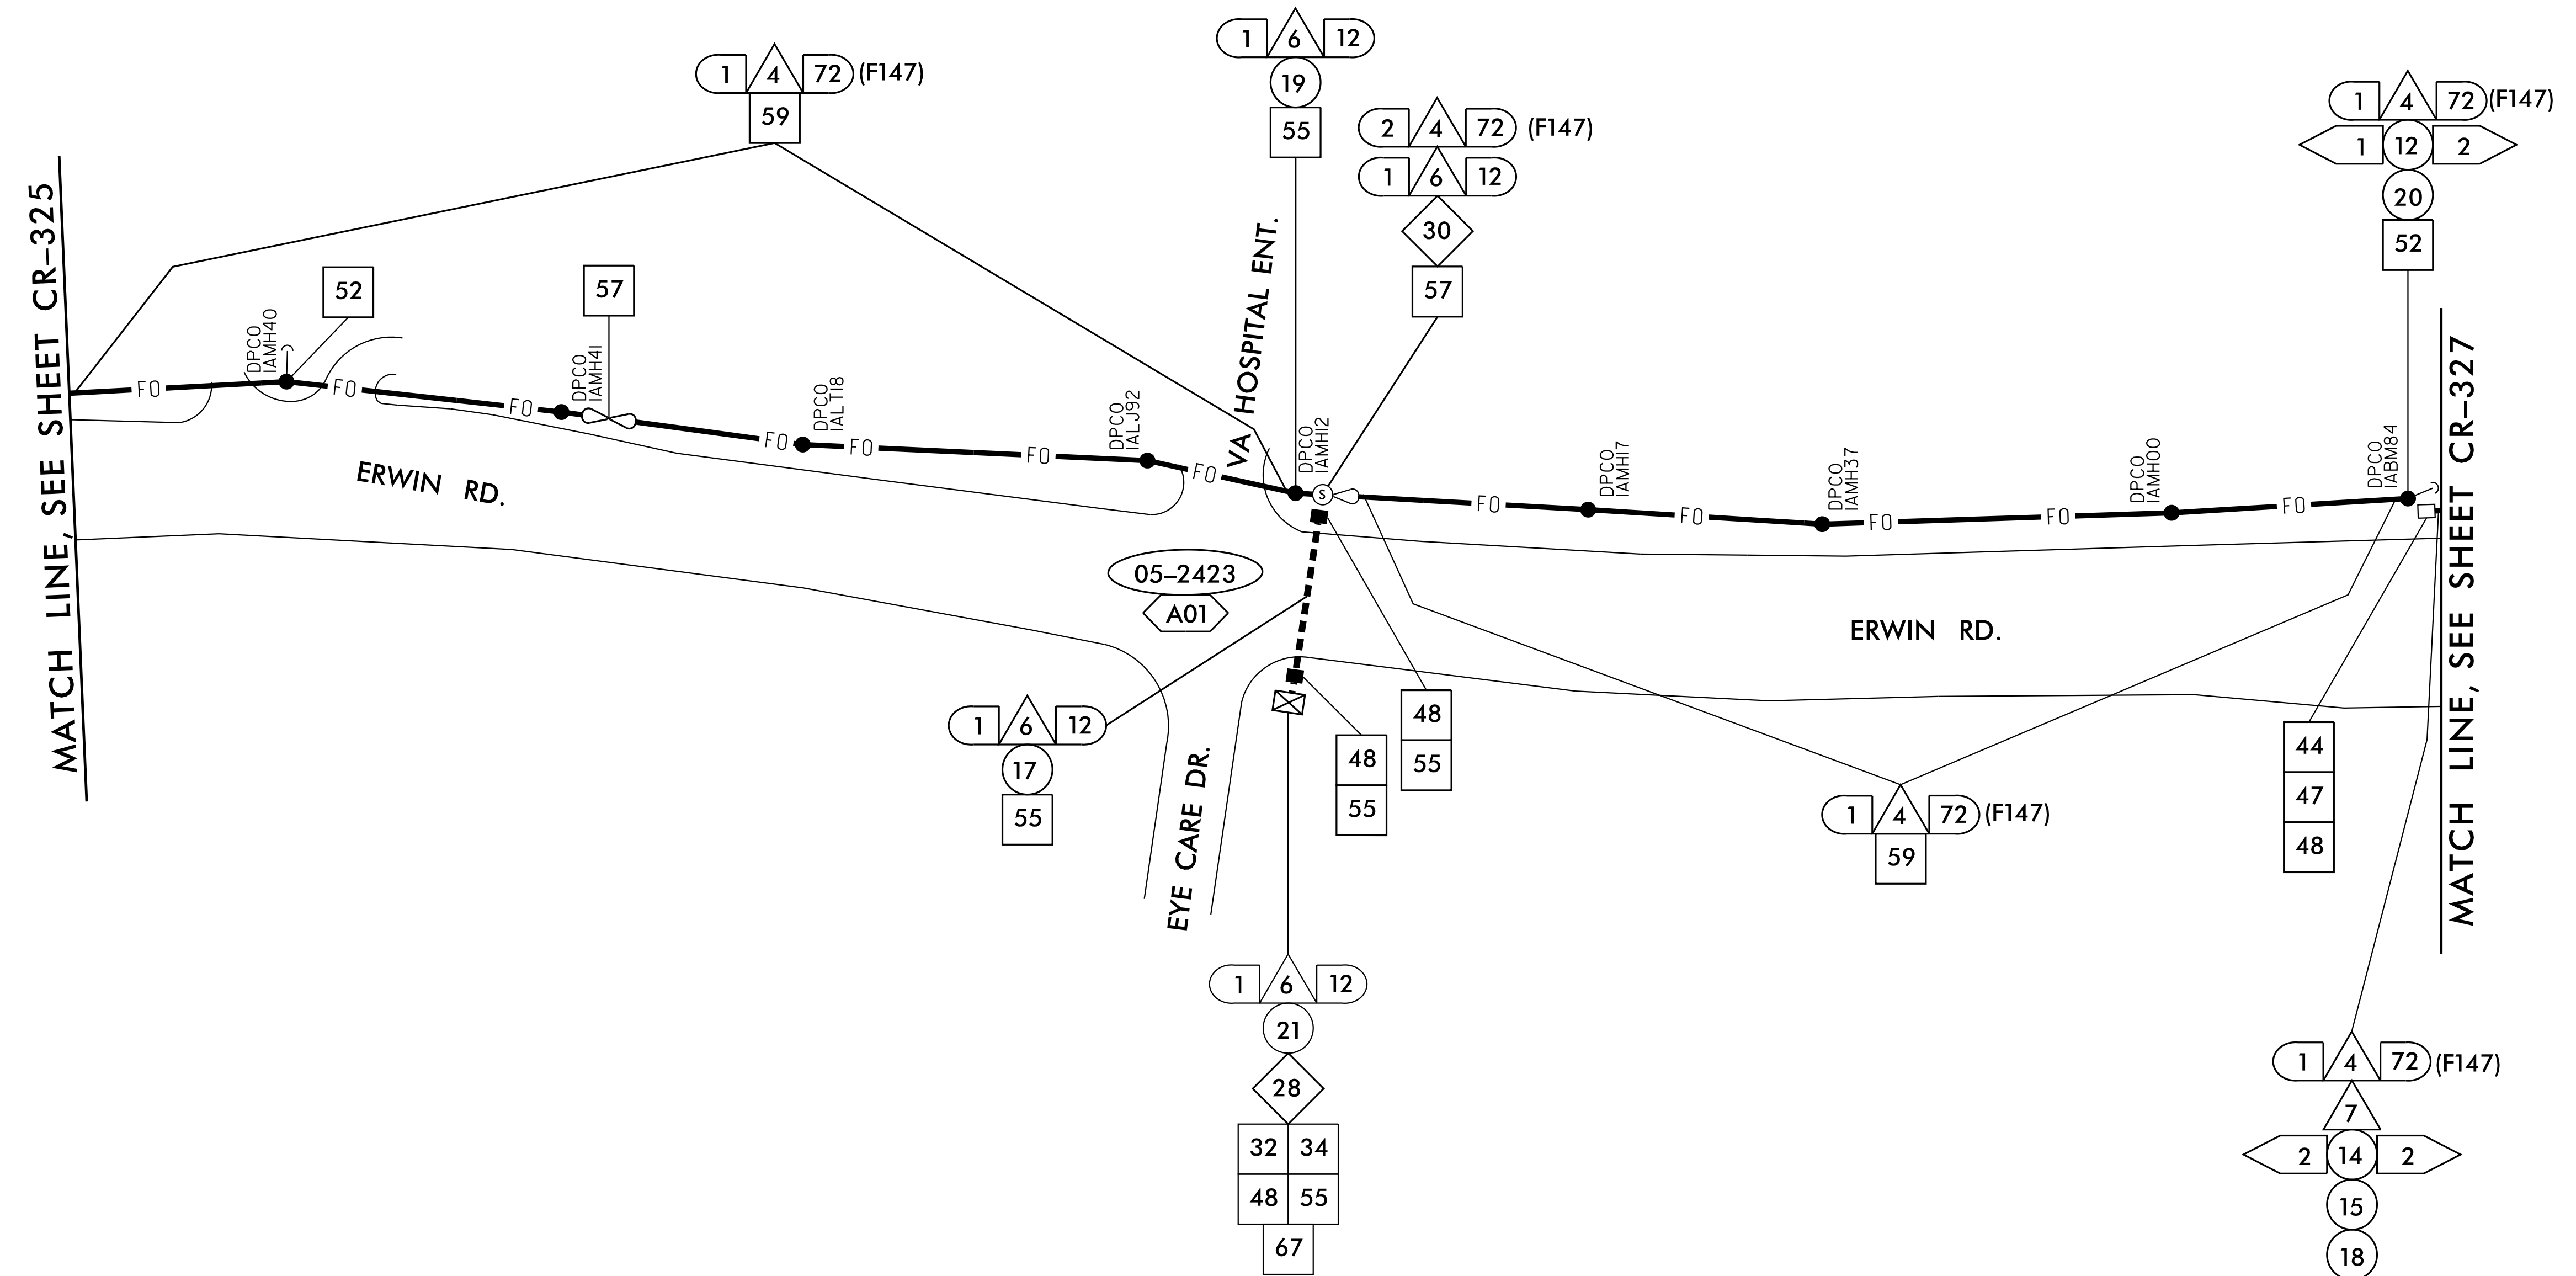 1 6 12
19
55
1 4 72 (F147)
59
2 4 72 (F147)
1 6 12
30
57
1 4 72 (F147)
1 12 2
20
52
MATCH LINE, SEE SHEET CR-325
52
57
VA HOSPITAL ENT.
FO
DPCO
IAMH40
FO
FO
DPCO
IAMH41
FO
DPCO
IALT18
FO
FO
DPCO
IALJ92
FO
DPCO
IAMH12
S
FO
DPCO
IAMH17
FO
DPCO
IAMH37
FO
FO
DPCO
IAMH00
FO
DPCO
IABM84
MATCH LINE, SEE SHEET CR-327
ERWIN RD.
05-2423
A01
ERWIN RD.
1 6 12
17
55
EYE CARE DR.
48
55
48
55
1 4 72 (F147)
59
44
47
48
1 6 12
21
28
32 34
48 55
67
1 4 72 (F147)
7
2 14 2
15
18